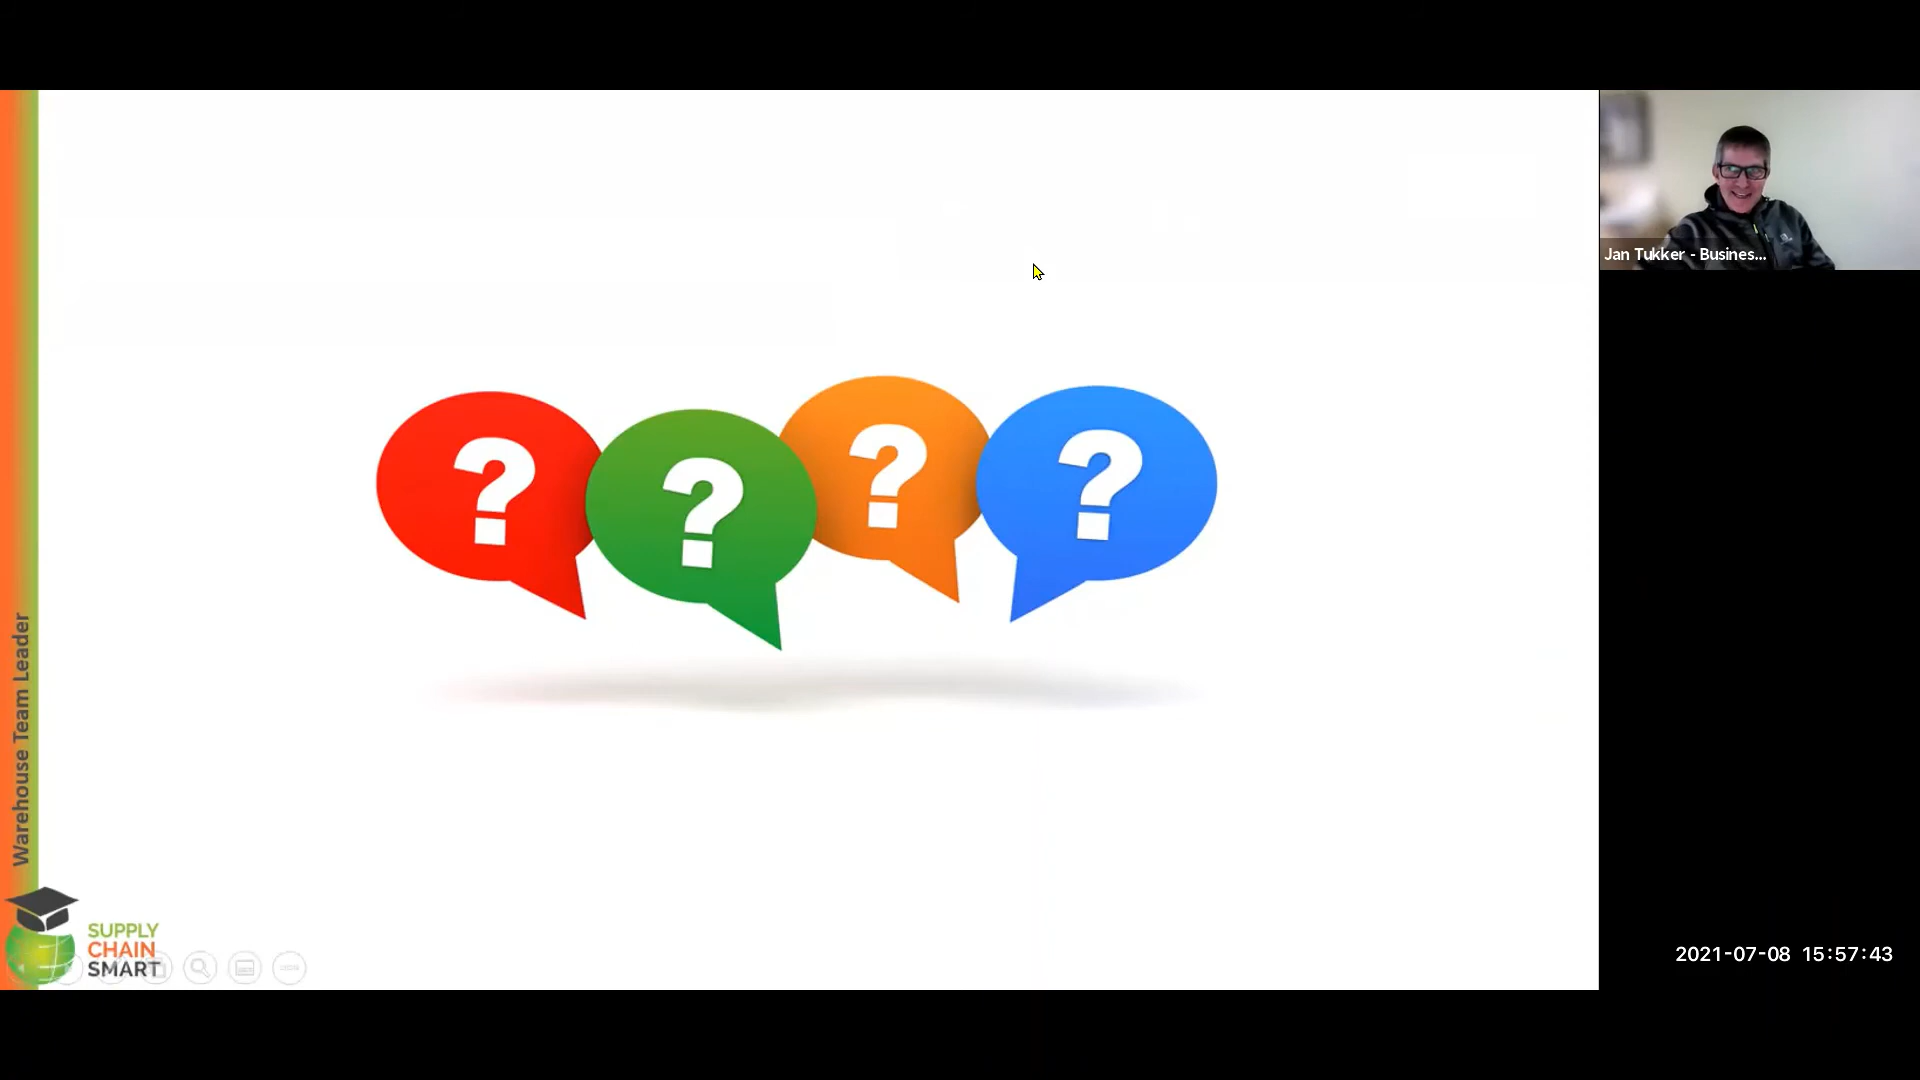 Jan Tukker - Busines...
?
?
?
?
Warehouse Team Leader
SUPPLY
CHAIN
SMART
2021-07-08 15:57:43